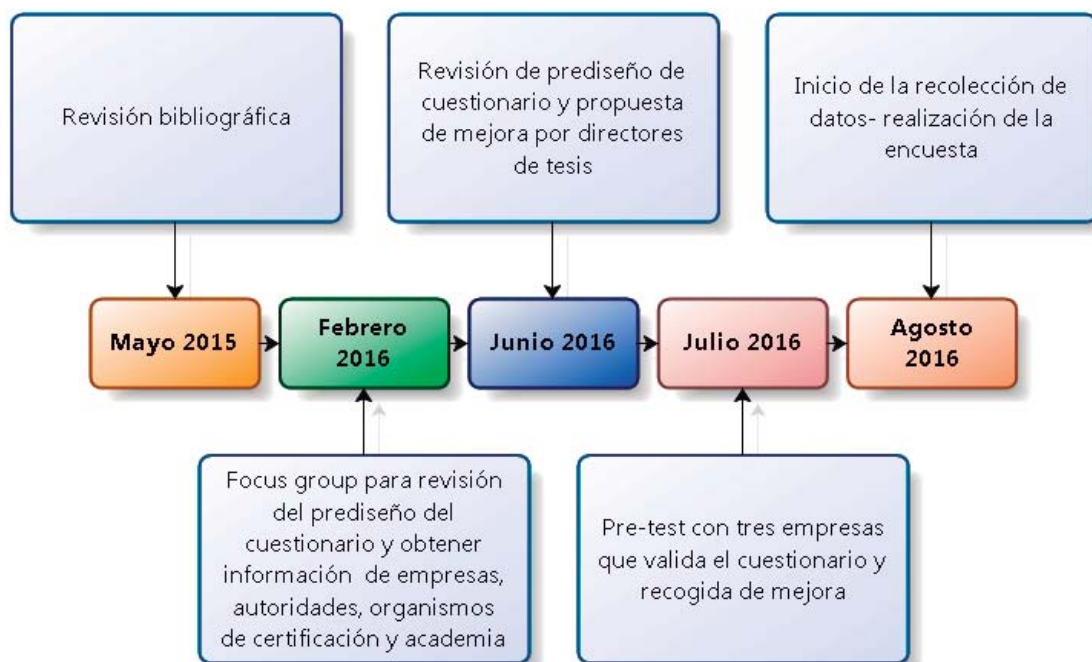 Revisión bibliográfica
Revisión de prediseño de
cuestionario y propuesta
de mejora por directores
de tesis
Inicio de la recolección de
datos- realización de la
encuesta
Mayo 2015
Febrero
2016
Junio 2016
Julio 2016
Agosto
2016
Focus group para revisión
del prediseño del
cuestionario y obtener
información de empresas,
autoridades, organismos
de certificación y academia
Pre-test con tres empresas
que valida el cuestionario y
recogida de mejora